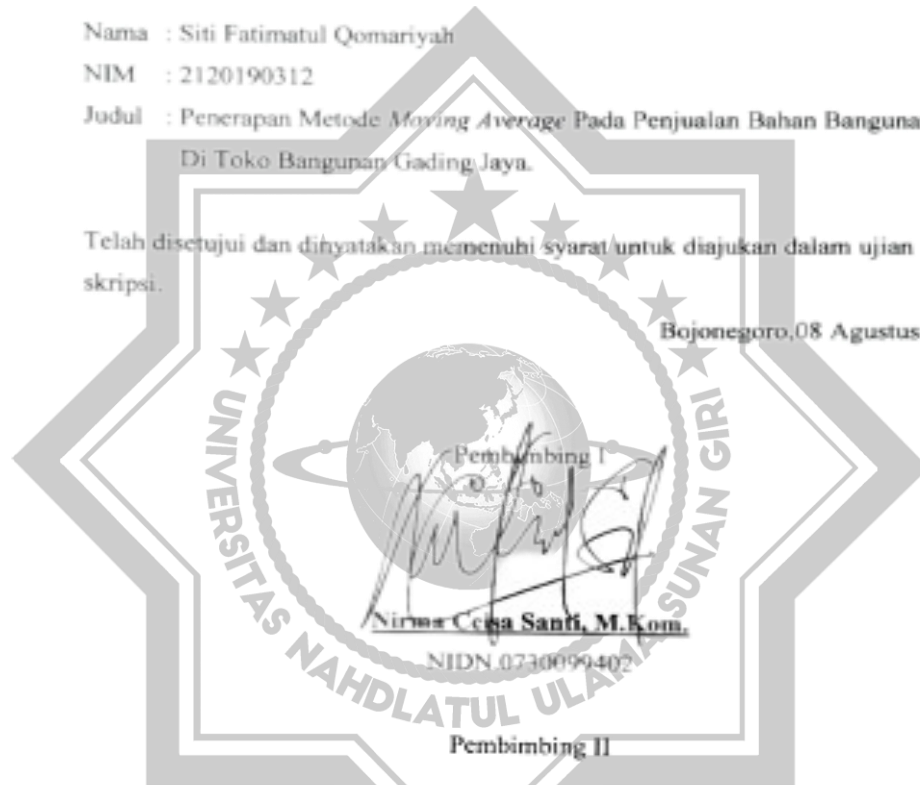 Nama : Siti Fatimatul Qomariyah
NIM : 2120190312
Judul : Penerapan Metode Moving Average Pada Penjualan Bahan Banguna
Di Toko Bangunan Gading Jaya.
Telah disetujui dan dinyatakan memenuhi syarat untuk diajukan dalam ujian
skripsi.
Bojonegoro,08 Agustus
Pembimbing I
Nirma Ceisa Santi, M.Kom.
NIDN.0730099402
Pembimbing II
UNIVERSITAS NAHDLATUL ULAMA SUNAN GIRI